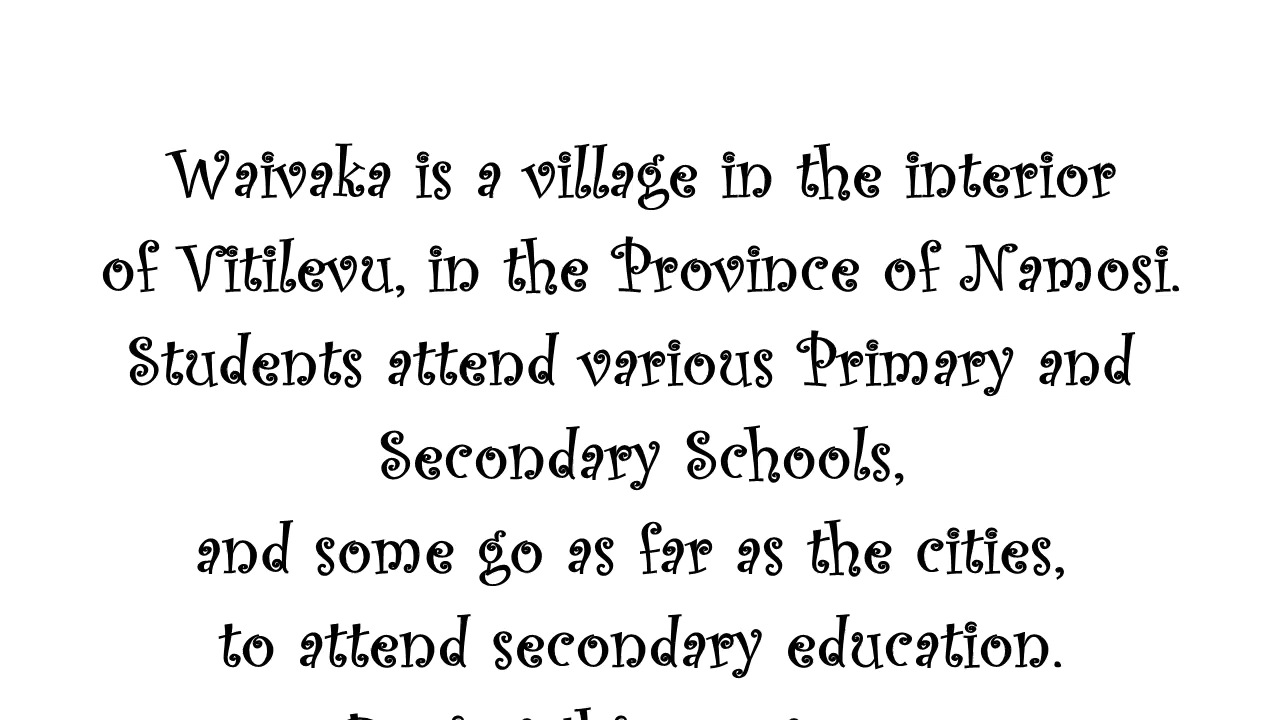 Waivaka is a village in the interior
of Vitilevu, in the Province of Namosi.
Students attend various Primary and
Secondary Schools,
and some go as far as the cities,
to attend secondary education.